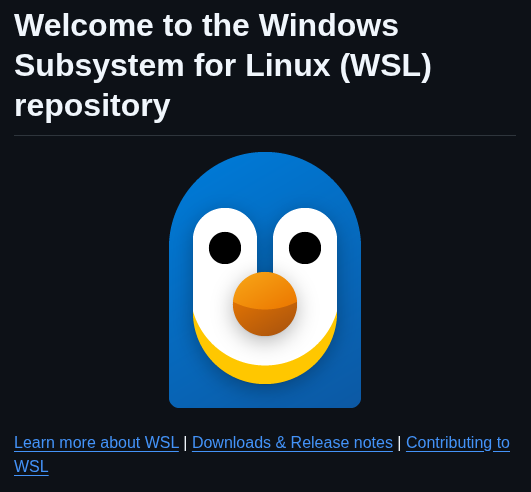 Welcome to the Windows
Subsystem for Linux (WSL)
repository
Learn more about WSL | Downloads & Release notes | Contributing to
WSL